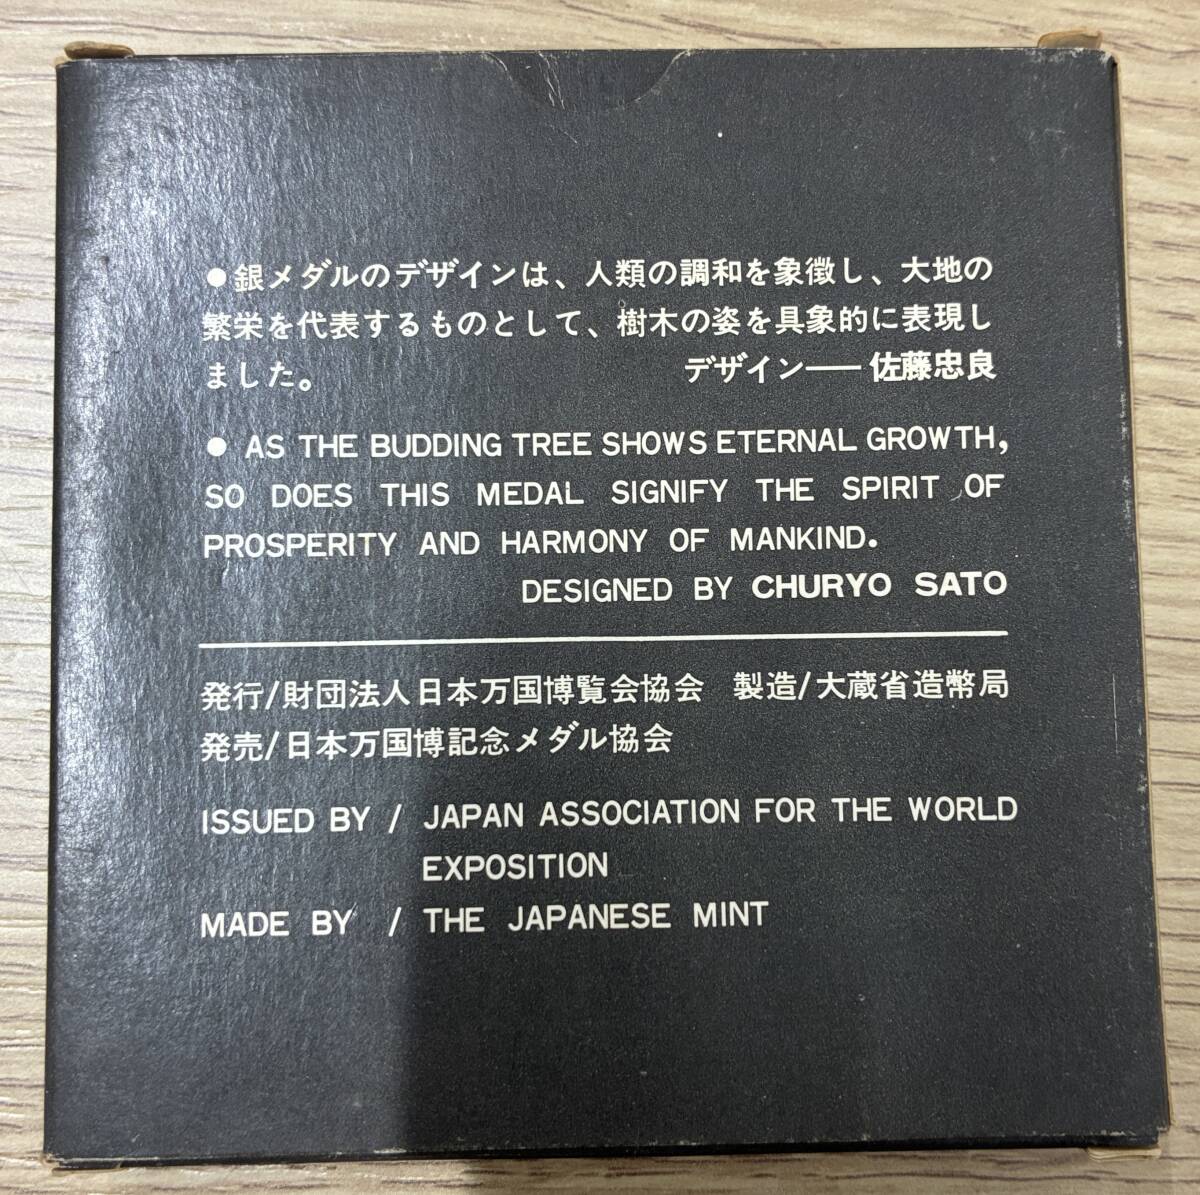 ●銀メダルのデザインは、人類の調和を象徴し、大地の
繁栄を代表するものとして、樹木の姿を具象的に表現し
ました。 デザイン──佐藤忠良
● AS THE BUDDING TREE SHOWS ETERNAL GROWTH,
SO DOES THIS MEDAL SIGNIFY THE SPIRIT OF
PROSPERITY AND HARMONY OF MANKIND.
DESIGNED BY CHURYO SATO
発行/財団法人日本万国博覧会協会 製造/大蔵省造幣局
発売/日本万国博記念メダル協会
ISSUED BY / JAPAN ASSOCIATION FOR THE WORLD
EXPOSITION
MADE BY / THE JAPANESE MINT